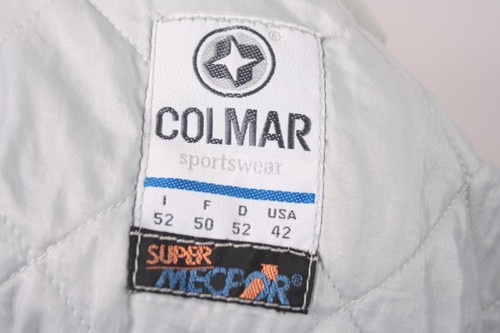 ®
COLMAR
sportswear
I F D USA
52 50 52 42
SUPER
MECPOR®